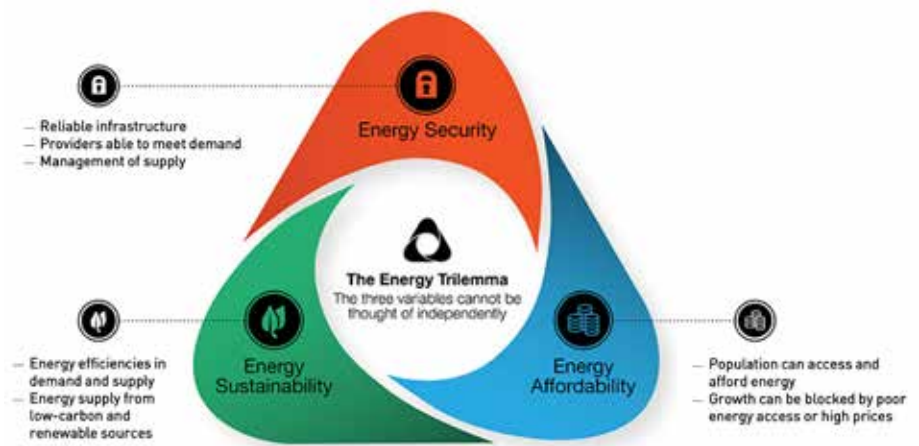 Energy Security
— Reliable infrastructure
— Providers able to meet demand
— Management of supply
The Energy Trilemma
The three variables cannot be
thought of independently
Energy
Sustainability
— Energy efficiencies in
demand and supply
— Energy supply from
low-carbon and
renewable sources
Energy
Affordability
— Population can access and
afford energy
— Growth can be blocked by poor
energy access or high prices